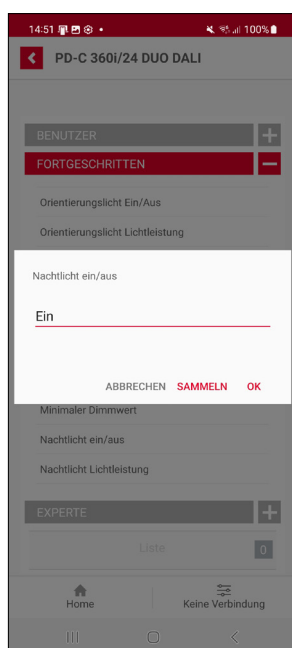 14:51
100%
PD-C 360i/24 DUO DALI
BENUTZER
FORTGESCHRITTEN
Orientierungslicht Ein/Aus
Orientierungslicht Lichtleistung
Nachtlicht ein/aus
Ein
ABBRECHEN SAMMELN OK
Minimaler Dimmwert
Nachtlicht ein/aus
Nachtlicht Lichtleistung
EXPERTE
Liste 0
Home Keine Verbindung